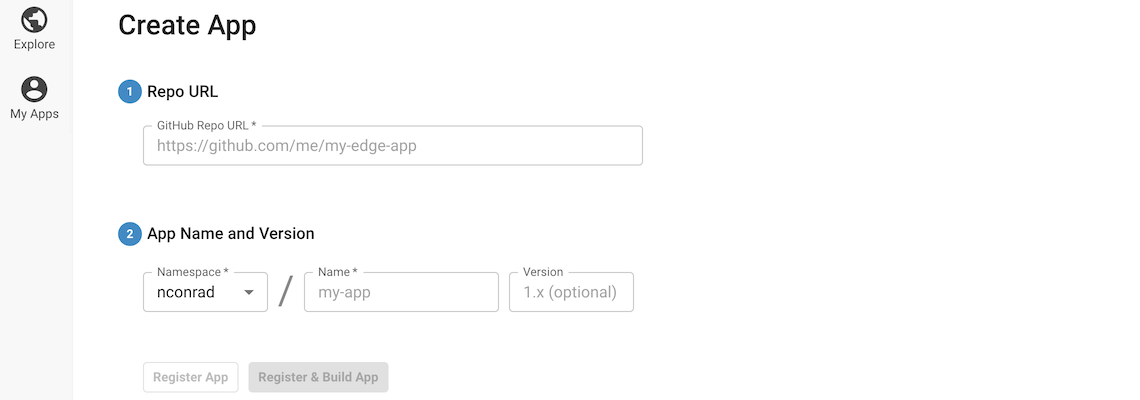 Explore
My Apps
Create App
1 Repo URL
GitHub Repo URL *
https://github.com/me/my-edge-app
2 App Name and Version
Namespace * Name * Version
nconrad / my-app 1.x (optional)
Register App Register & Build App